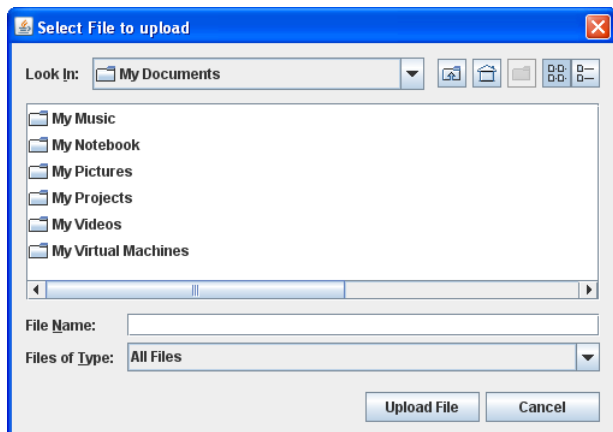 Select File to upload
Look In: My Documents
My Music
My Notebook
My Pictures
My Projects
My Videos
My Virtual Machines
File Name:
Files of Type: All Files
Upload File Cancel